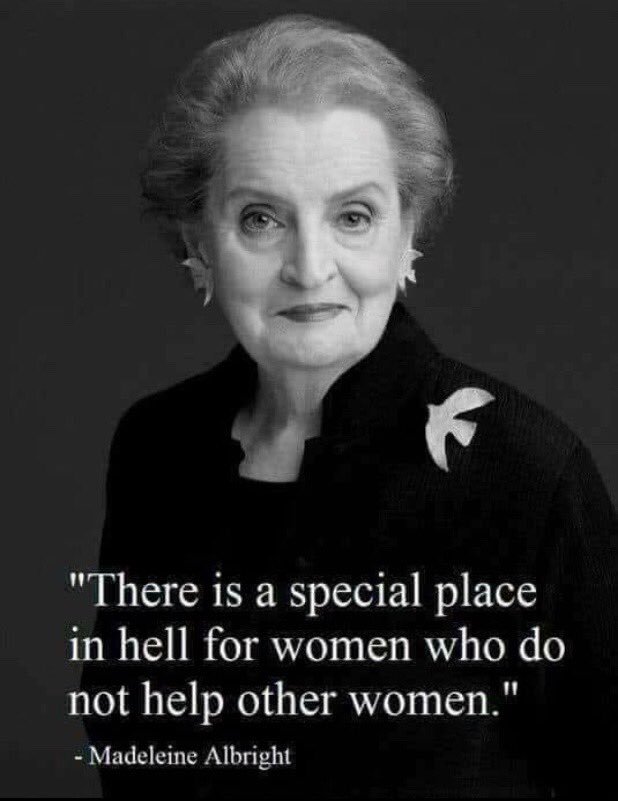 "There is a special place
in hell for women who do
not help other women."
- Madeleine Albright